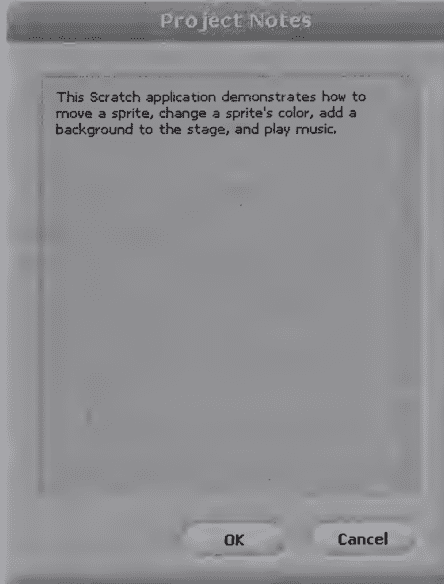 Project Notes
This Scratch application demonstrates how to
move a sprite, change a sprite's color, add a
background to the stage, and play music.
OK
Cancel